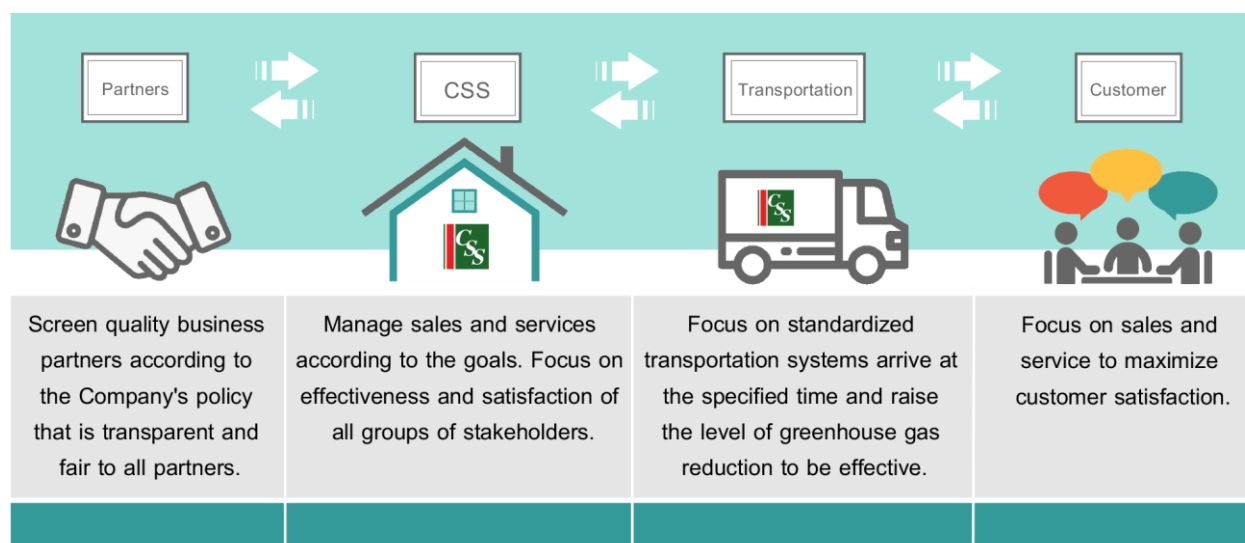 Partners
CSS
Transportation
Customer
CSS
CSS
Screen quality business
partners according to
the Company's policy
that is transparent and
fair to all partners.
Manage sales and services
according to the goals. Focus on
effectiveness and satisfaction of
all groups of stakeholders.
Focus on standardized
transportation systems arrive at
the specified time and raise
the level of greenhouse gas
reduction to be effective.
Focus on sales and
service to maximize
customer satisfaction.